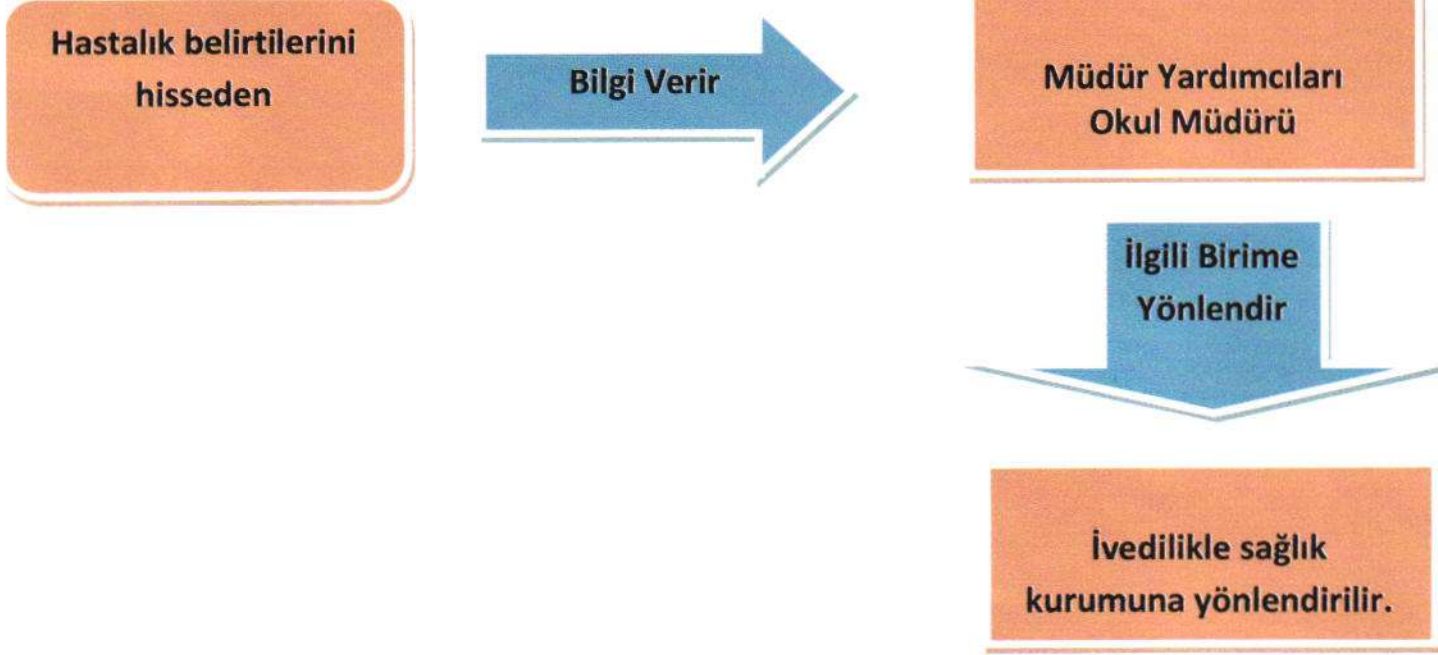 Hastalık belirtilerini
hisseden
Bilgi Verir
Müdür Yardımcıları
Okul Müdürü
İlgili Birime
Yönlendir
İvedilikle sağlık
kurumuna yönlendirilir.